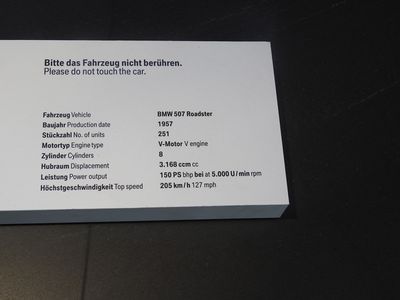 Bitte das Fahrzeug nicht berühren.
Please do not touch the car.
Fahrzeug Vehicle BMW 507 Roadster
Baujahr Production date 1957
Stückzahl No. of units 251
Motortyp Engine type V-Motor V engine
Zylinder Cylinders 8
Hubraum Displacement 3.168 ccm cc
Leistung Power output 150 PS bhp bei at 5.000 U/min rpm
Höchstgeschwindigkeit Top speed 205 km/h 127 mph